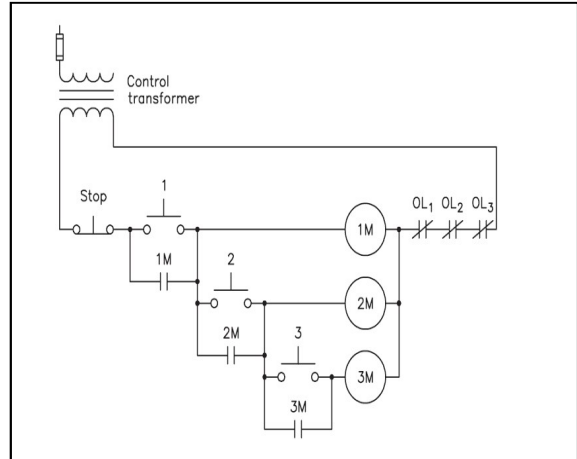 Control
transformer
Stop
1
OL1 OL2 OL3
1M
1M
2
2M
2M
3
3M
3M